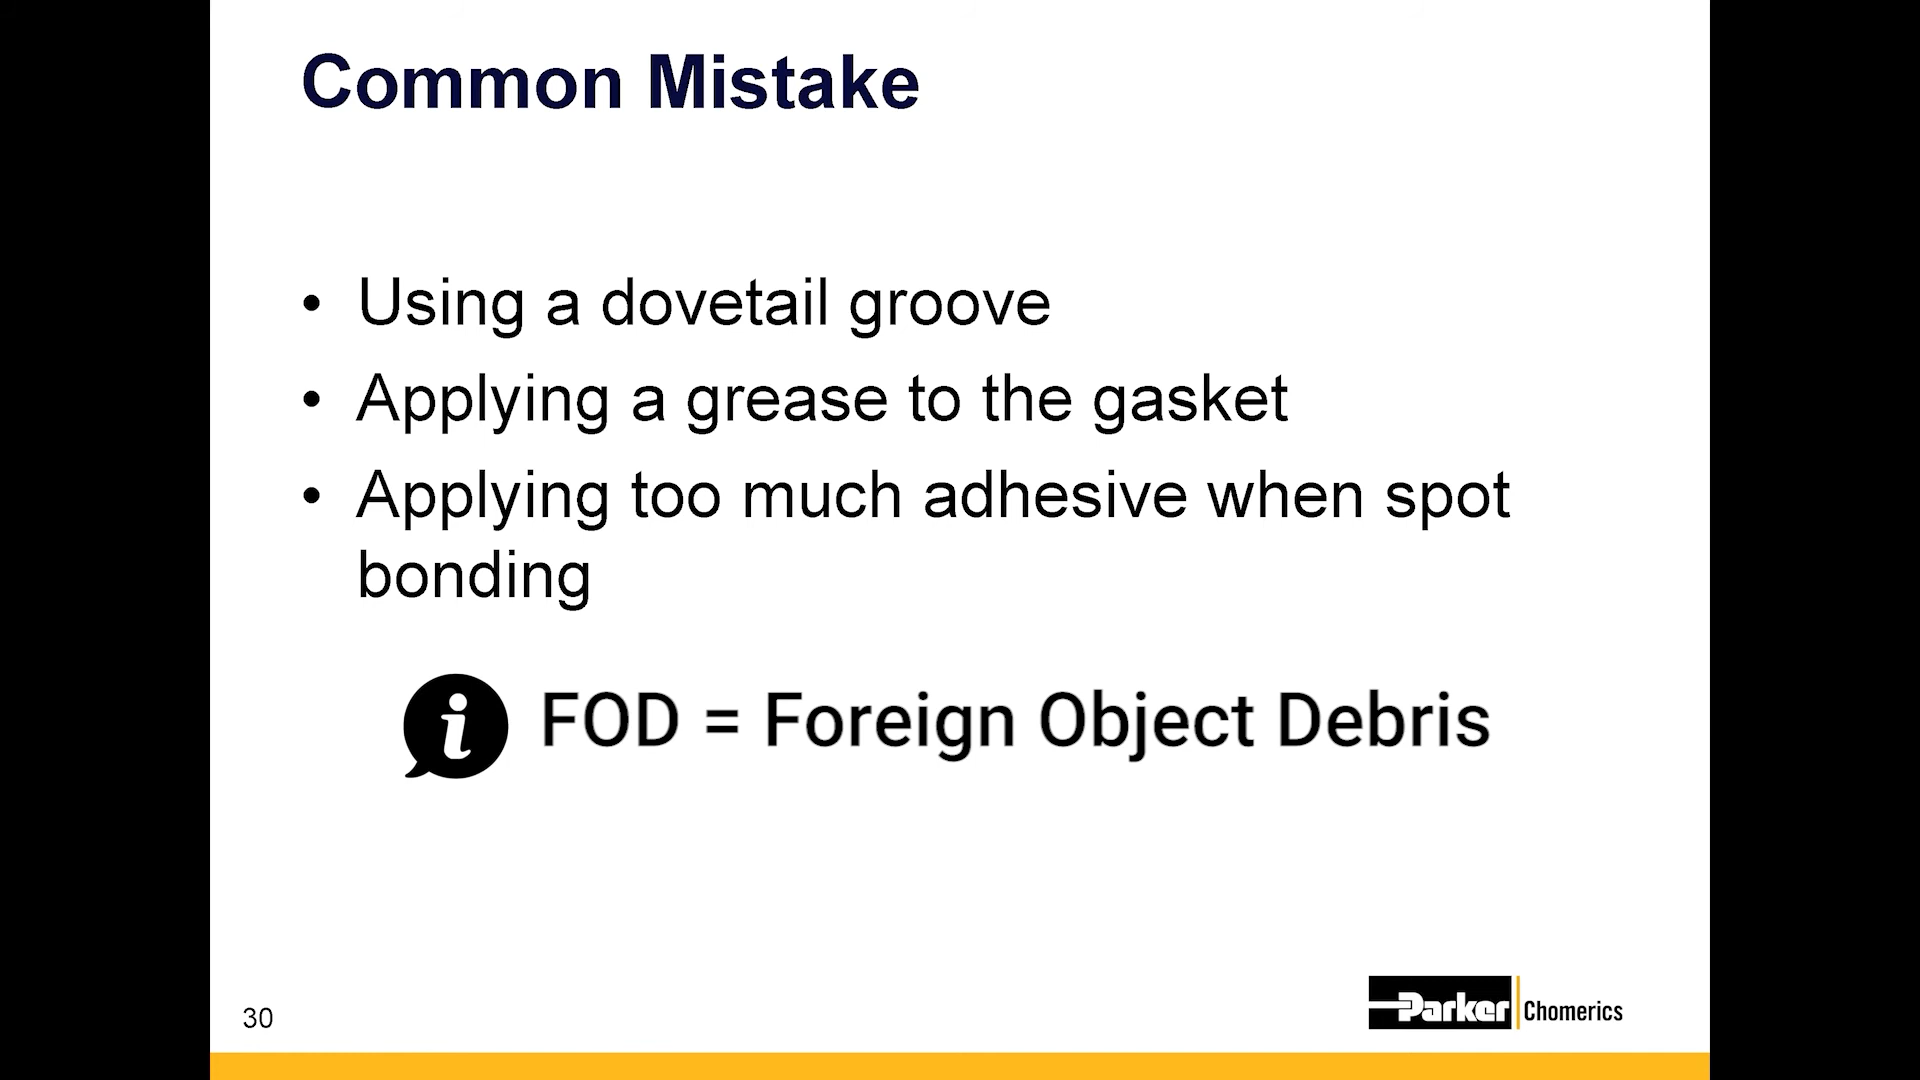 Common Mistake
• Using a dovetail groove
• Applying a grease to the gasket
• Applying too much adhesive when spot
bonding
i FOD = Foreign Object Debris
30
Parker Chomerics